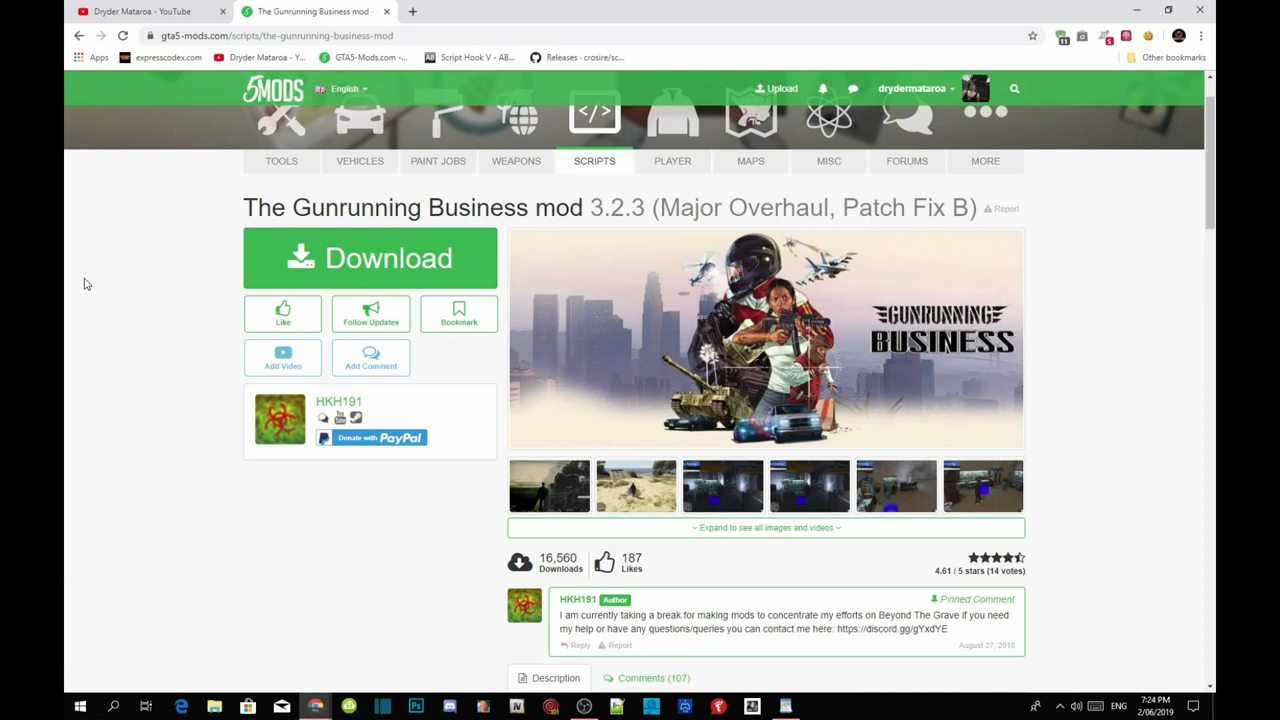 Dryder Mataroa - YouTube
The Gunrunning Business mod -
gta5-mods.com/scripts/the-gunrunning-business-mod
11
5
Apps
expresscodex.com
Dryder Mataroa - Y...
GTA5-Mods.com -...
AB
Script Hook V - AB...
Releases - crosire/sc...
Other bookmarks
5MODS
English
Upload
drydermataroa
TOOLS
VEHICLES
PAINT JOBS
WEAPONS
SCRIPTS
PLAYER
MAPS
MISC
FORUMS
MORE
The Gunrunning Business mod 3.2.3 (Major Overhaul, Patch Fix B)
Report
Download
Like
Follow Updates
Bookmark
Add Video
Add Comment
HKH191
Donate with PayPal
GUNRUNNING
BUSINESS
Expand to see all images and videos
16,560
Downloads
187
Likes
4.61 / 5 stars (14 votes)
HKH191 Author
Pinned Comment
I am currently taking a break for making mods to concentrate my efforts on Beyond The Grave if you need
my help or have any questions/queries you can contact me here: https://discord.gg/gYxdYE
Reply
Report
August 27, 2018
Description
Comments (107)
IV
ENG
7:24 PM
2/06/2019